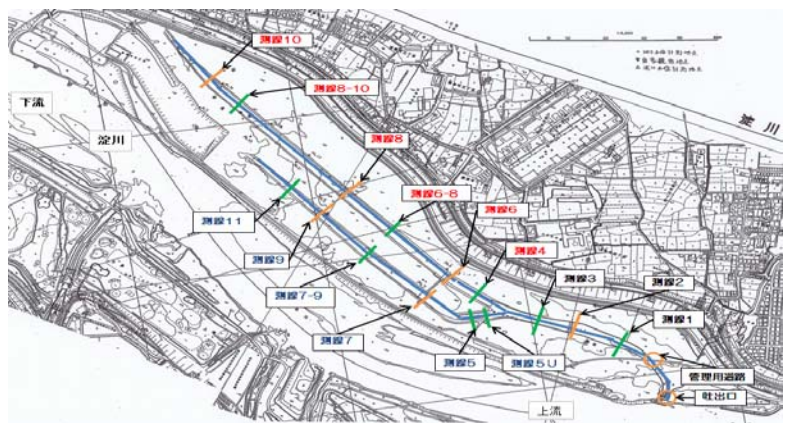 測線10
測線8-10
下流
淀川
測線8
測線6-8
測線6
測線4
測線3
測線2
測線1
測線11
測線9
測線7-9
測線7
測線5
測線5U
管理用通路
吐出口
上流
淀川